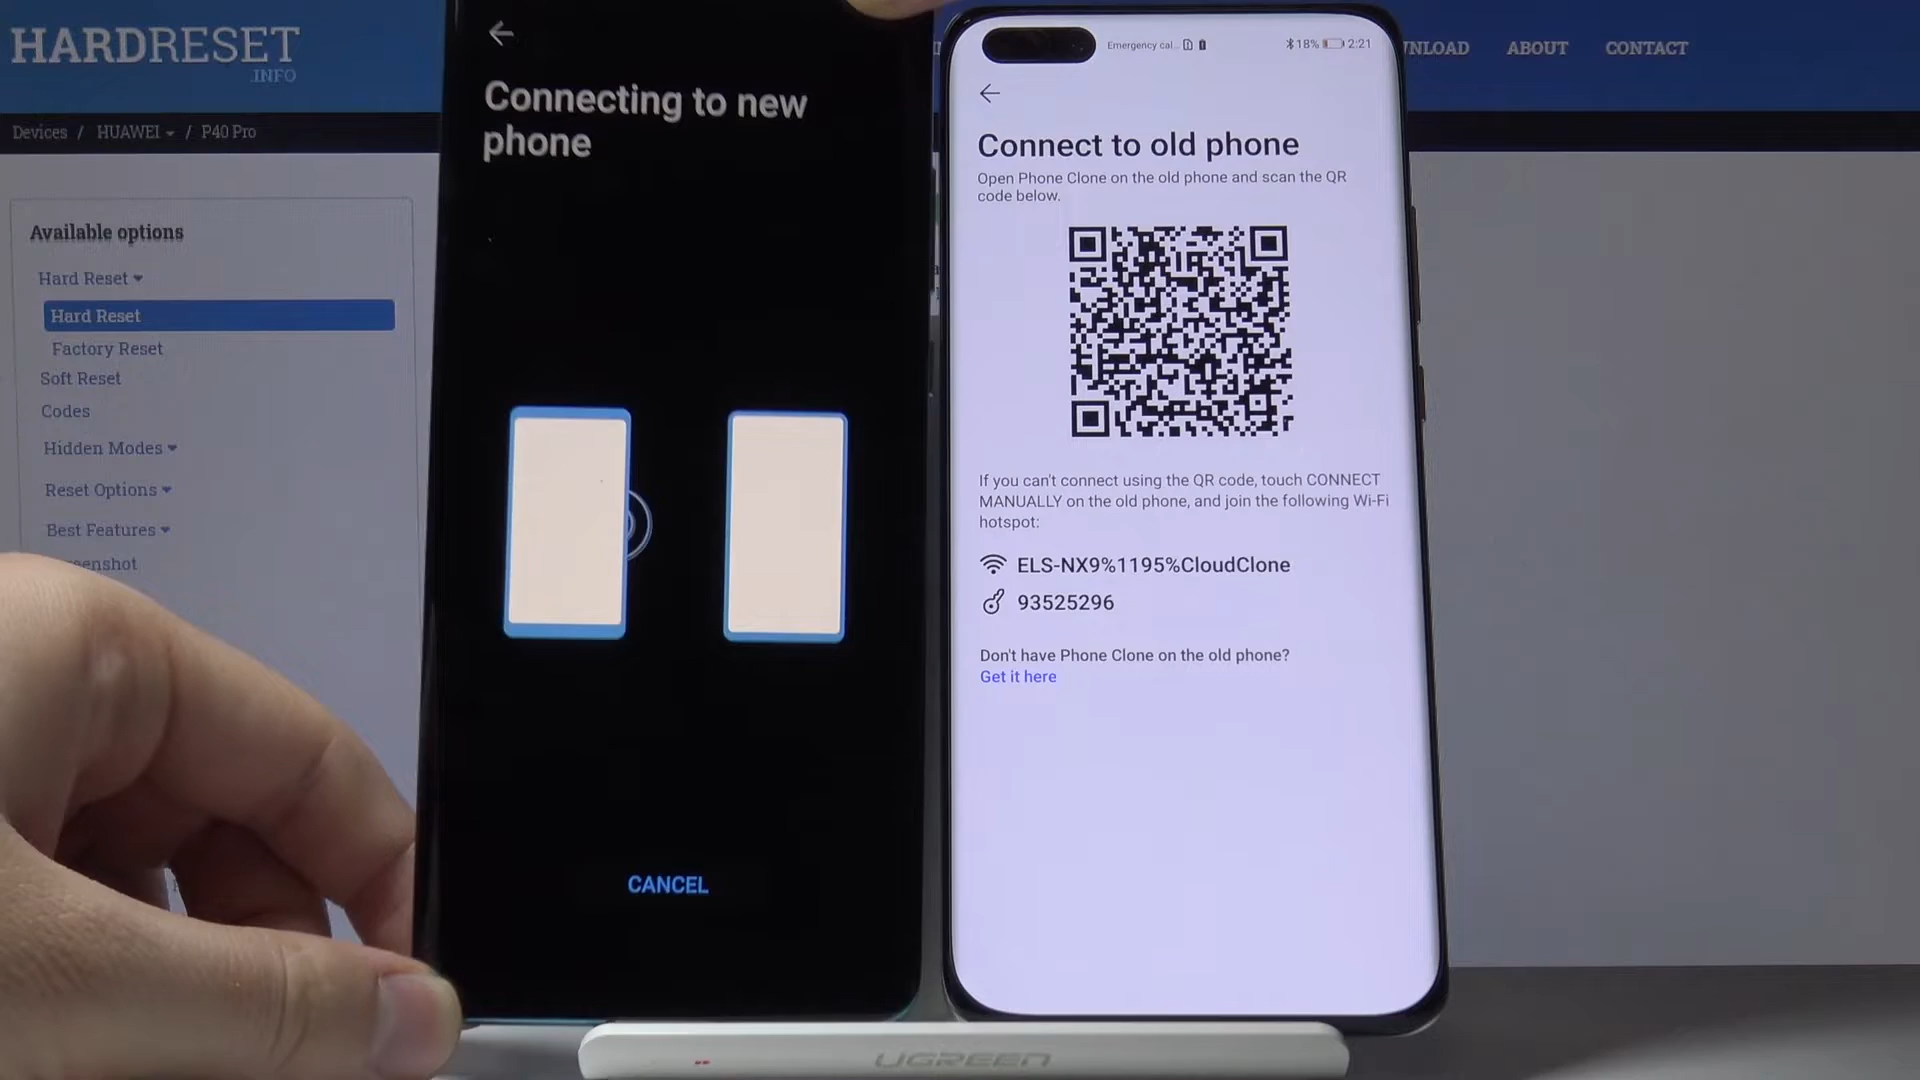 HARDRESET
.INFO
Devices / HUAWEI / P40 Pro
Available options
Hard Reset
Hard Reset
Factory Reset
Soft Reset
Codes
Hidden Modes
Reset Options
Best Features
Connecting to new
phone
CANCEL
Emergency cal...
18%
2:21
Connect to old phone
Open Phone Clone on the old phone and scan the QR
code below.
If you can't connect using the QR code, touch CONNECT
MANUALLY on the old phone, and join the following Wi-Fi
hotspot:
ELS-NX9%1195%CloudClone
93525296
Don't have Phone Clone on the old phone?
Get it here
ABOUT
CONTACT
UGREEN